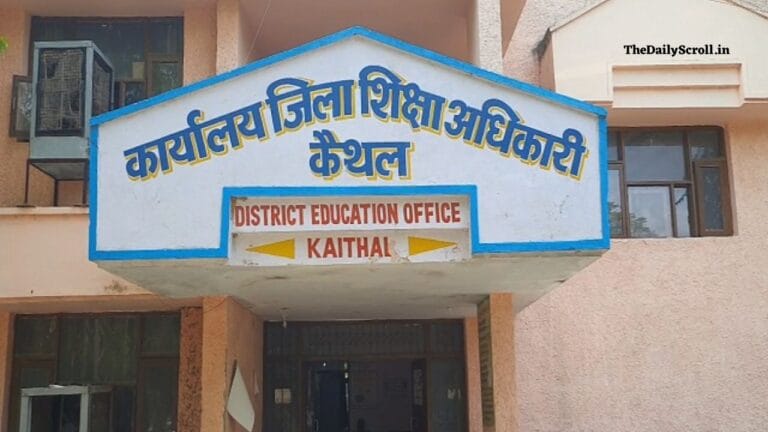 TheDailyScroll.in
कार्यालय जिला शिक्षा अधिकारी
कैथल
DISTRICT EDUCATION OFFICE
KAITHAL